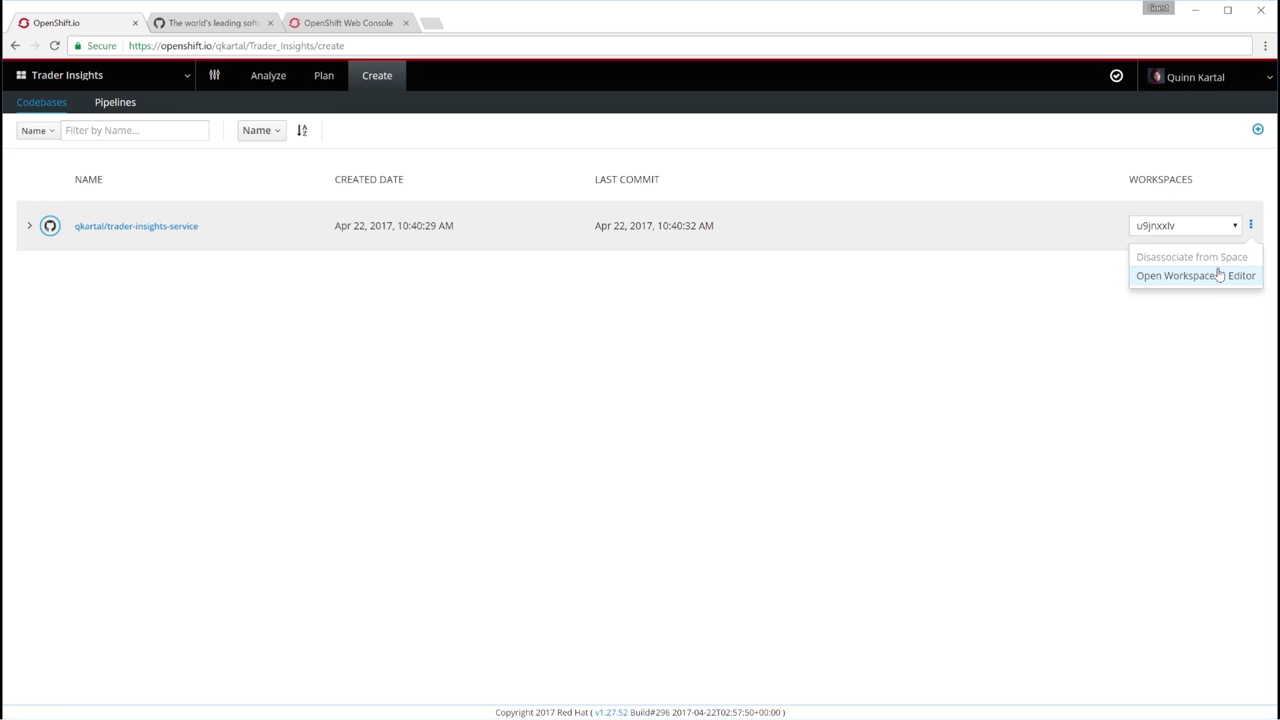 Guest
OpenShift.io
The world's leading soft
OpenShift Web Console
Secure https://openshift.io/qkartal/Trader_Insights/create
Trader Insights
Analyze
Plan
Create
Quinn Kartal
Codebases
Pipelines
Name
Filter by Name...
Name
NAME
CREATED DATE
LAST COMMIT
WORKSPACES
qkartal/trader-insights-service
Apr 22, 2017, 10:40:29 AM
Apr 22, 2017, 10:40:32 AM
u9jnxxlv
Disassociate from Space
Open Workspace Editor
Copyright 2017 Red Hat ( v1.27.52 Build#296 2017-04-22T02:57:50+00:00 )